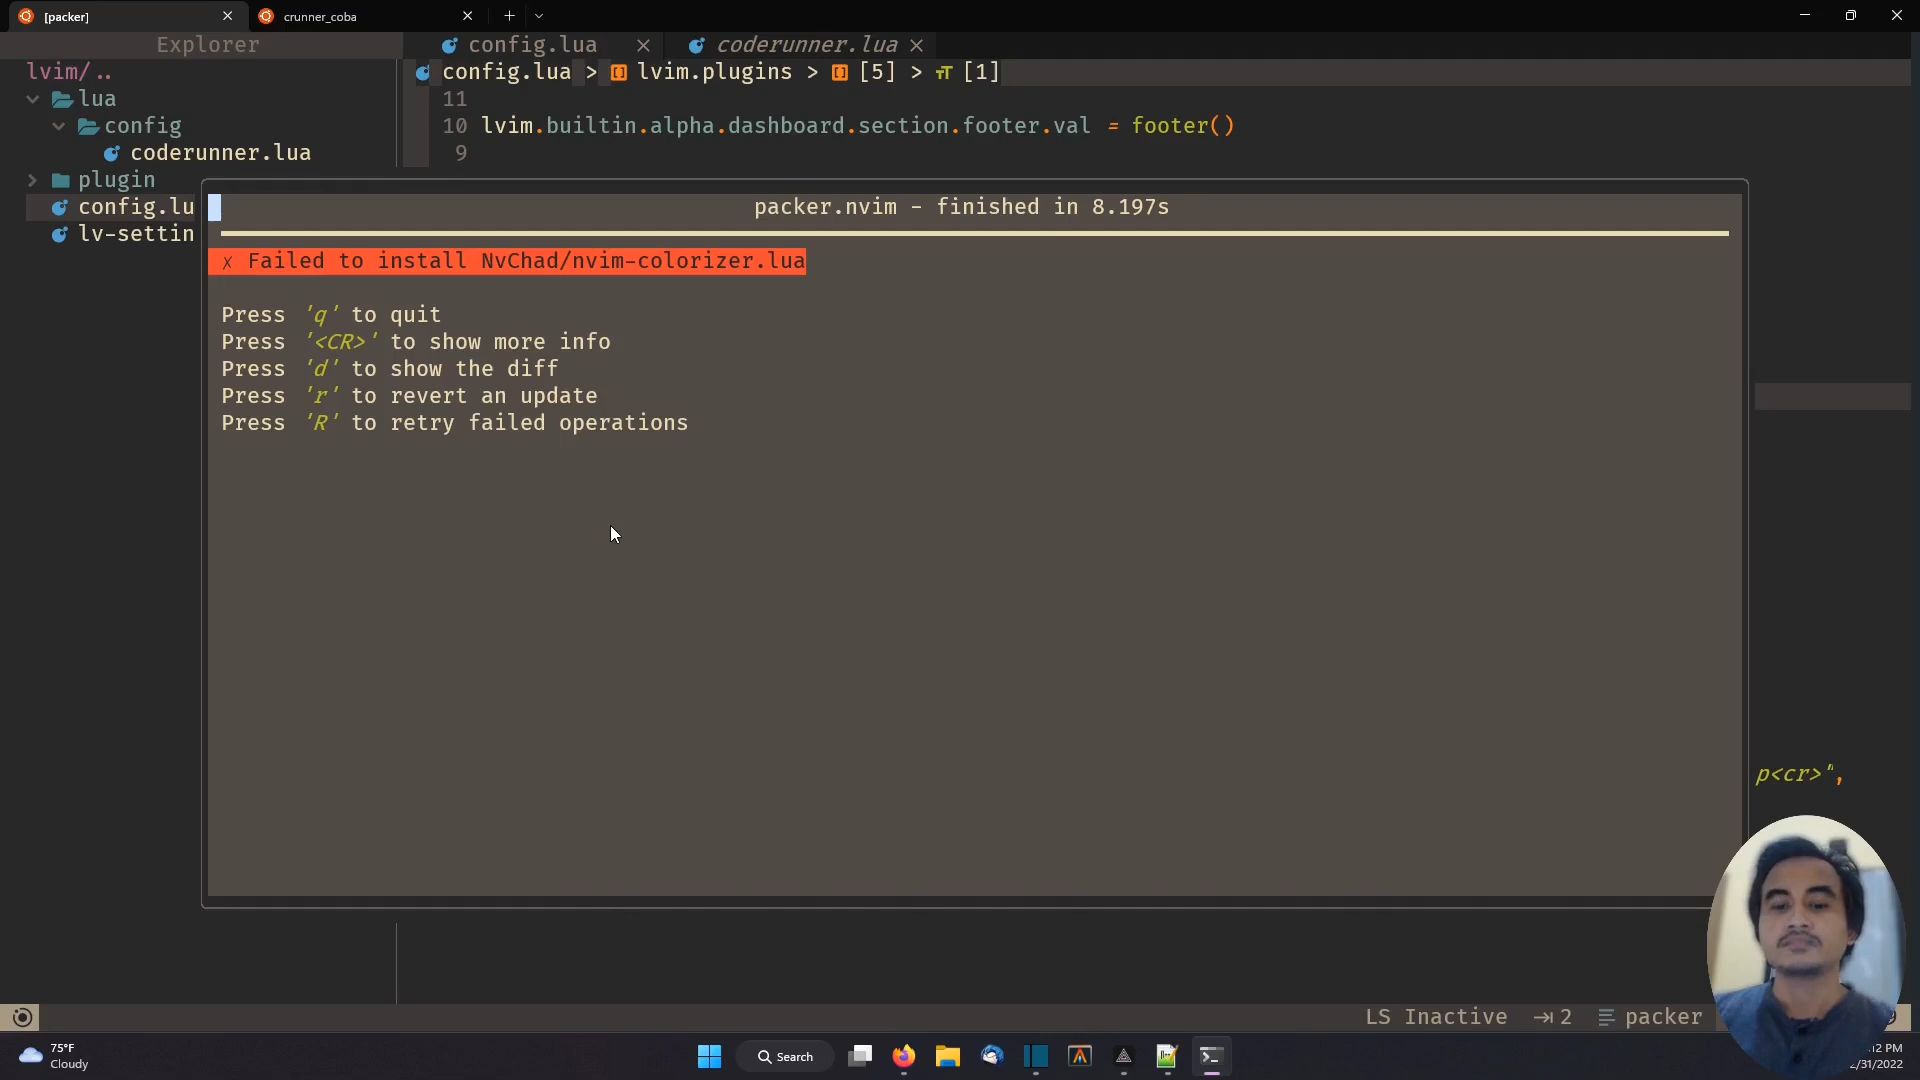 [packer]
crunner_coba
Explorer
config.lua
coderunner.lua
lvim/..
config.lua > lvim.plugins > [5] > [1]
lua
11
config
10 lvim.builtin.alpha.dashboard.section.footer.val = footer()
coderunner.lua
9
plugin
config.lu
lv-settin
packer.nvim - finished in 8.197s
✗ Failed to install NvChad/nvim-colorizer.lua
Press 'q' to quit
Press '<CR>' to show more info
Press 'd' to show the diff
Press 'r' to revert an update
Press 'R' to retry failed operations
p<cr>",
LS Inactive ⇥ 2 packer
75°F
Cloudy
Search
12 PM
/31/2022